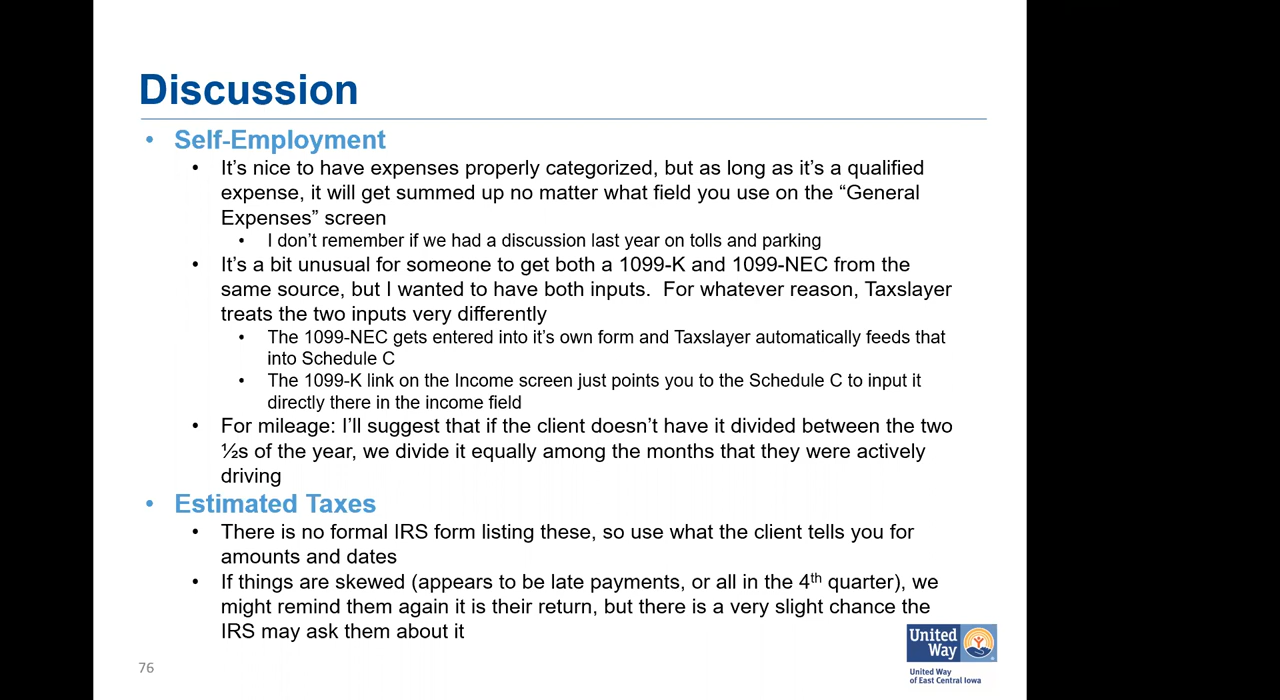 Discussion
• Self-Employment
• It’s nice to have expenses properly categorized, but as long as it’s a qualified
expense, it will get summed up no matter what field you use on the “General
Expenses” screen
• I don’t remember if we had a discussion last year on tolls and parking
• It’s a bit unusual for someone to get both a 1099-K and 1099-NEC from the
same source, but I wanted to have both inputs.  For whatever reason, Taxslayer
treats the two inputs very differently
• The 1099-NEC gets entered into it’s own form and Taxslayer automatically feeds that
into Schedule C
• The 1099-K link on the Income screen just points you to the Schedule C to input it
directly there in the income field
• For mileage: I’ll suggest that if the client doesn’t have it divided between the two
½s of the year, we divide it equally among the months that they were actively
driving
• Estimated Taxes
• There is no formal IRS form listing these, so use what the client tells you for
amounts and dates
• If things are skewed (appears to be late payments, or all in the 4th quarter), we
might remind them again it is their return, but there is a very slight chance the
IRS may ask them about it
United
Way
United Way
of East Central Iowa
76